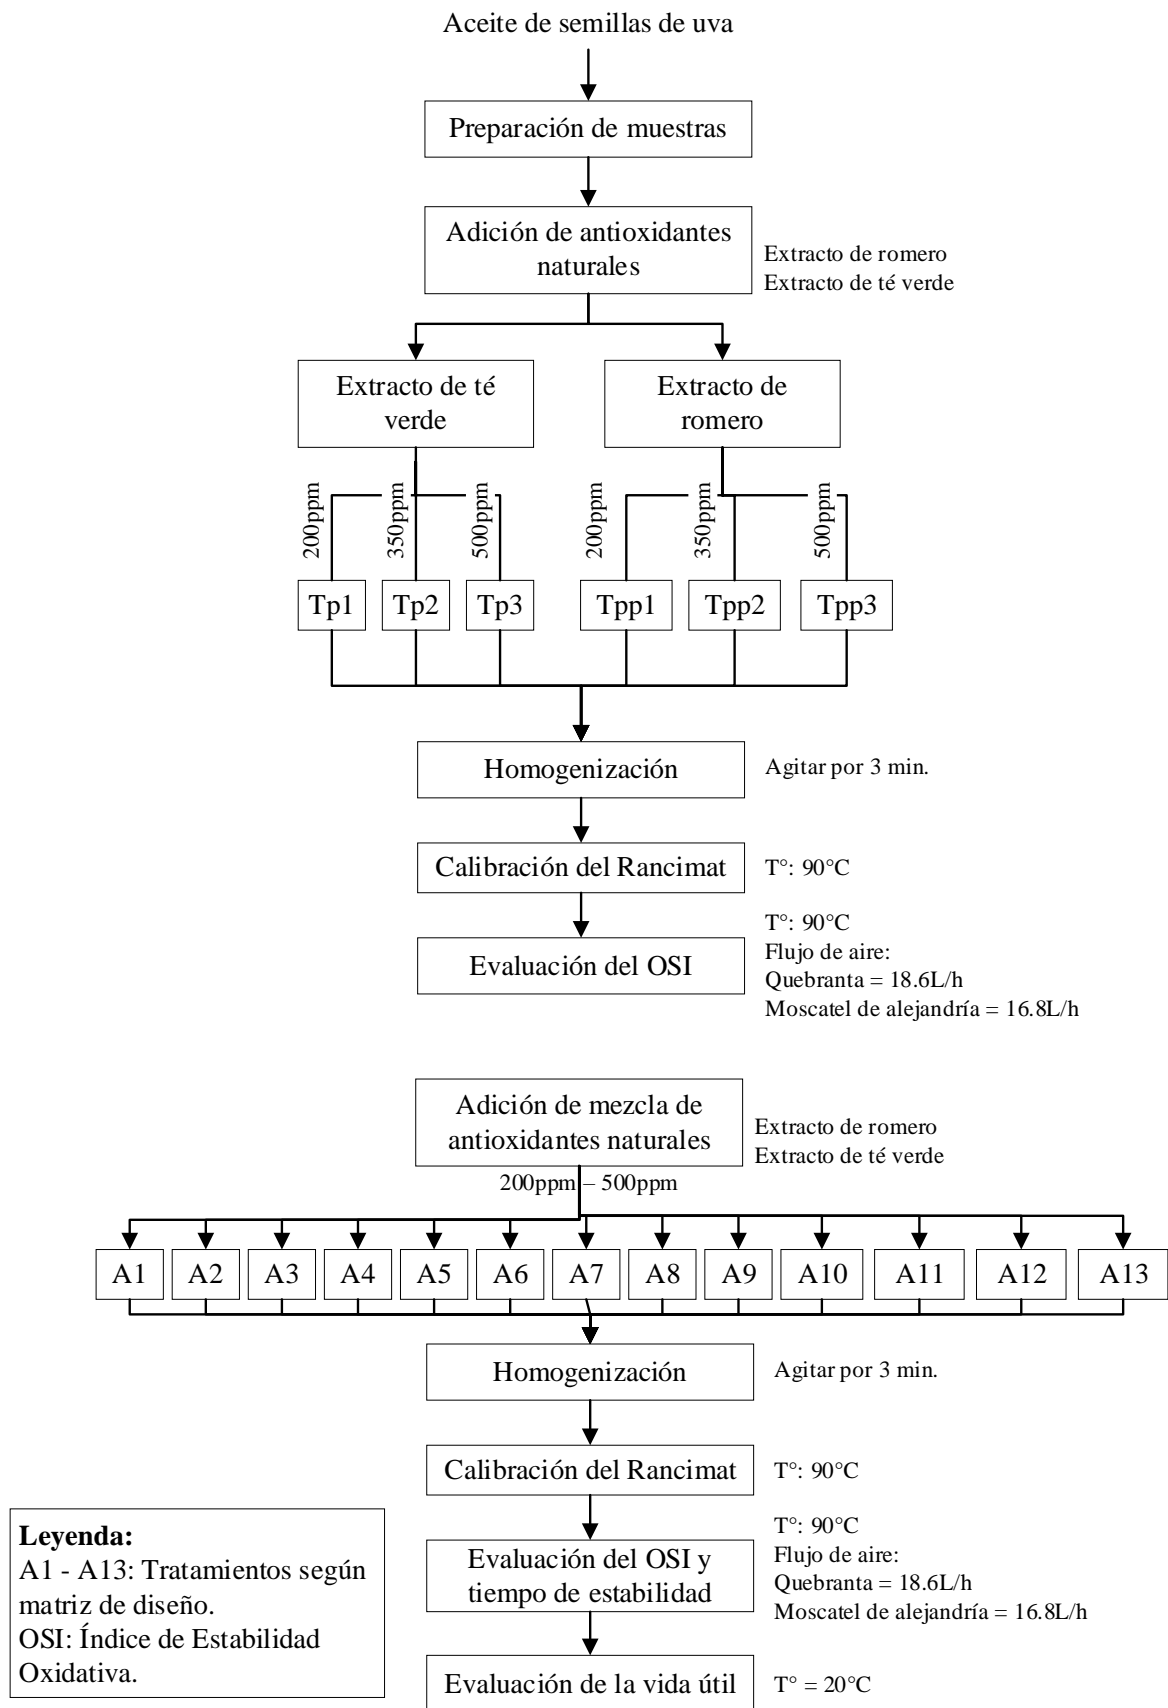 Aceite de semillas de uva
Preparación de muestras
Adición de antioxidantes
naturales
Extracto de romero
Extracto de té verde
Extracto de té
verde
Extracto de
romero
200ppm
350ppm
500ppm
200ppm
350ppm
500ppm
Tp1
Tp2
Tp3
Tpp1
Tpp2
Tpp3
Homogenización
Agitar por 3 min.
Calibración del Rancimat
T°: 90°C
Evaluación del OSI
T°: 90°C
Flujo de aire:
Quebranta = 18.6L/h
Moscatel de alejandría = 16.8L/h
Adición de mezcla de
antioxidantes naturales
Extracto de romero
Extracto de té verde
200ppm – 500ppm
A1
A2
A3
A4
A5
A6
A7
A8
A9
A10
A11
A12
A13
Homogenización
Agitar por 3 min.
Calibración del Rancimat
T°: 90°C
Evaluación del OSI y
tiempo de estabilidad
T°: 90°C
Flujo de aire:
Quebranta = 18.6L/h
Moscatel de alejandría = 16.8L/h
Evaluación de la vida útil
T° = 20°C
Leyenda:
A1 - A13: Tratamientos según
matriz de diseño.
OSI: Índice de Estabilidad
Oxidativa.